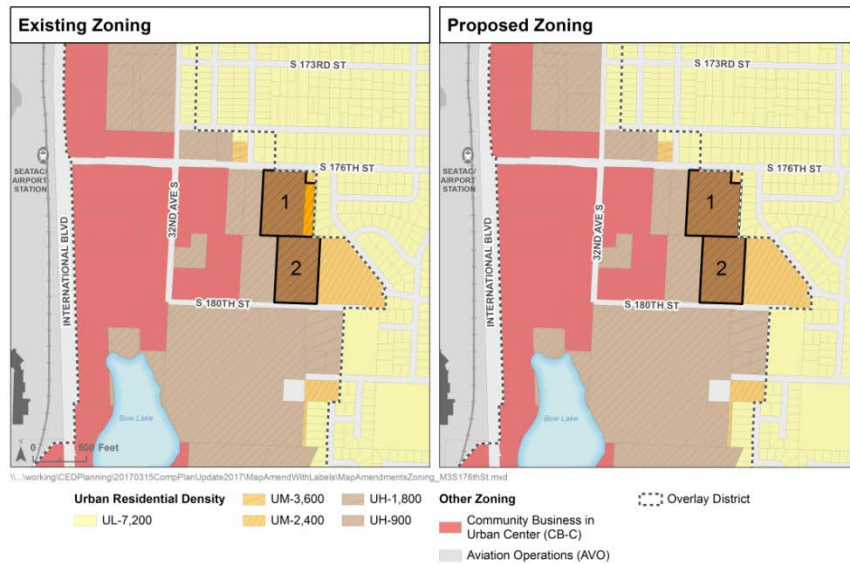 Existing Zoning
S 173RD ST
SEATAC/
AIRPORT
STATION
S 176TH ST
INTERNATIONAL BLVD
32ND AVE S
1
2
S 180TH ST
Bow Lake
0 500 Feet
Proposed Zoning
S 173RD ST
SEATAC/
AIRPORT
STATION
S 176TH ST
INTERNATIONAL BLVD
32ND AVE S
1
2
S 180TH ST
Bow Lake
\\...\working\CEDPlanning\20170315CompPlanUpdate2017\MapAmendWithLabels\MapAmendmentsZoning_M3S176thSt.mxd
Urban Residential Density
UL-7,200
UM-3,600
UM-2,400
UH-1,800
UH-900
Other Zoning
Community Business in
Urban Center (CB-C)
Aviation Operations (AVO)
Overlay District